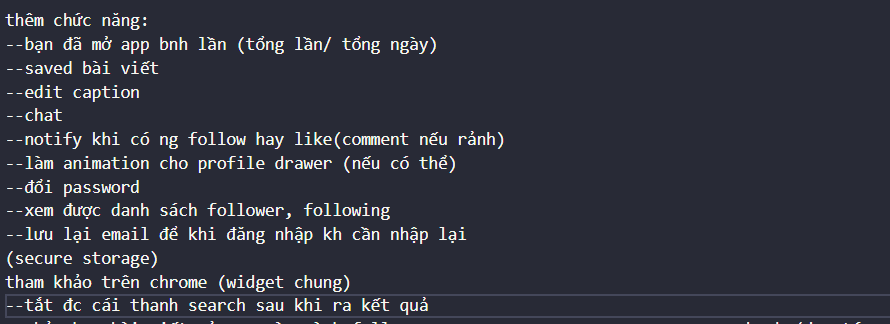 thêm chức năng:
--bạn đã mở app bnh lần (tổng lần/ tổng ngày)
--saved bài viết
--edit caption
--chat
--notify khi có ng follow hay like(comment nếu rảnh)
--làm animation cho profile drawer (nếu có thể)
--đổi password
--xem được danh sách follower, following
--lưu lại email để khi đăng nhập kh cần nhập lại
(secure storage)
tham khảo trên chrome (widget chung)
--tắt đc cái thanh search sau khi ra kết quả